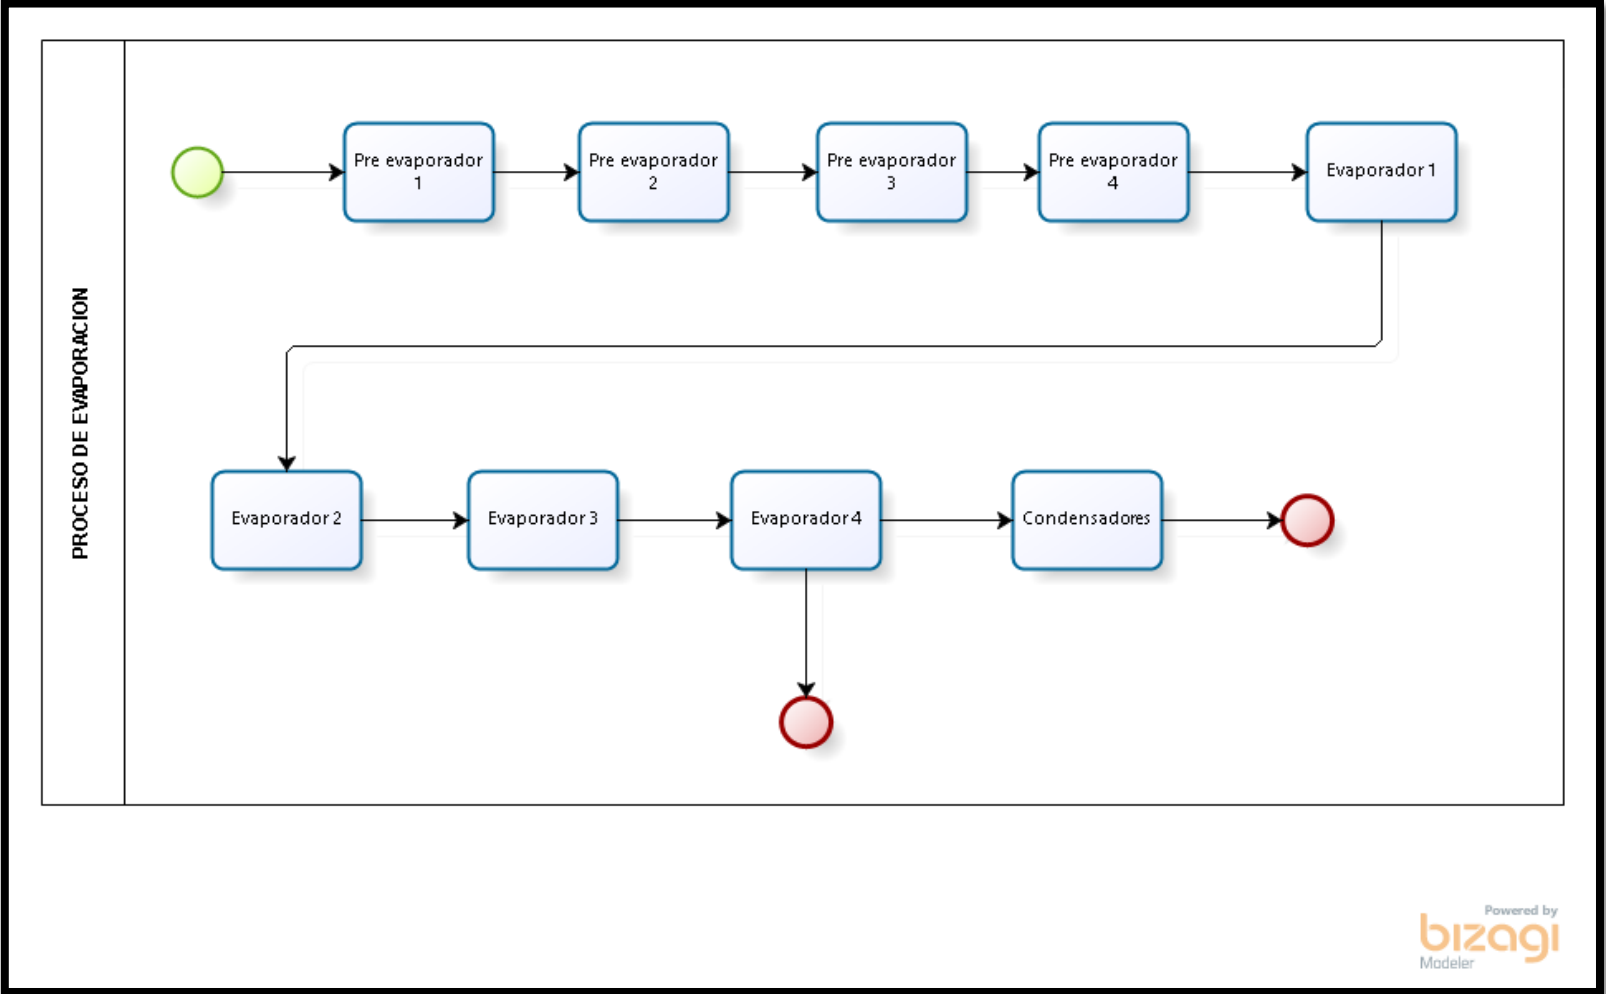 PROCESO DE EVAPORACION
Pre evaporador
1
Pre evaporador
2
Pre evaporador
3
Pre evaporador
4
Evaporador 1
Evaporador 2
Evaporador 3
Evaporador 4
Condensadores
Powered by
bizagi
Modeler